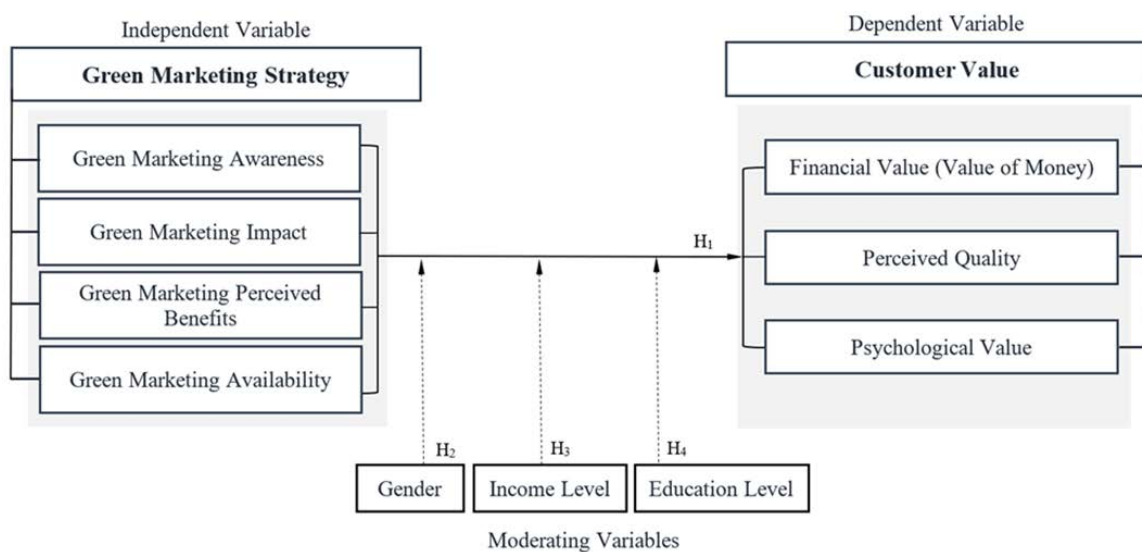 Independent Variable
Green Marketing Strategy
Green Marketing Awareness
Green Marketing Impact
Green Marketing Perceived
Benefits
Green Marketing Availability
Dependent Variable
Customer Value
Financial Value (Value of Money)
Perceived Quality
Psychological Value
H₁
H₂
H₃
H₄
Gender
Income Level
Education Level
Moderating Variables